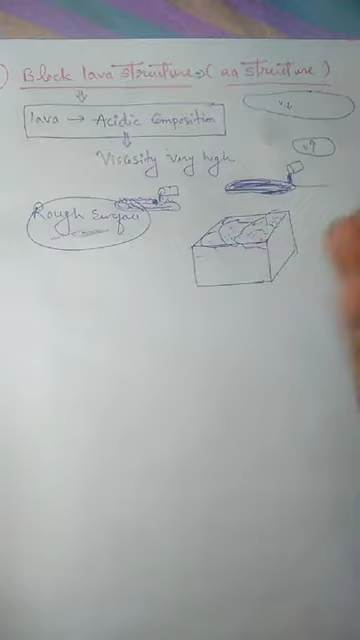 Block lava structure:- (aa structure)
lava → Acidic Composition
Viscosity very high
v↓
v↑
Rough Surface